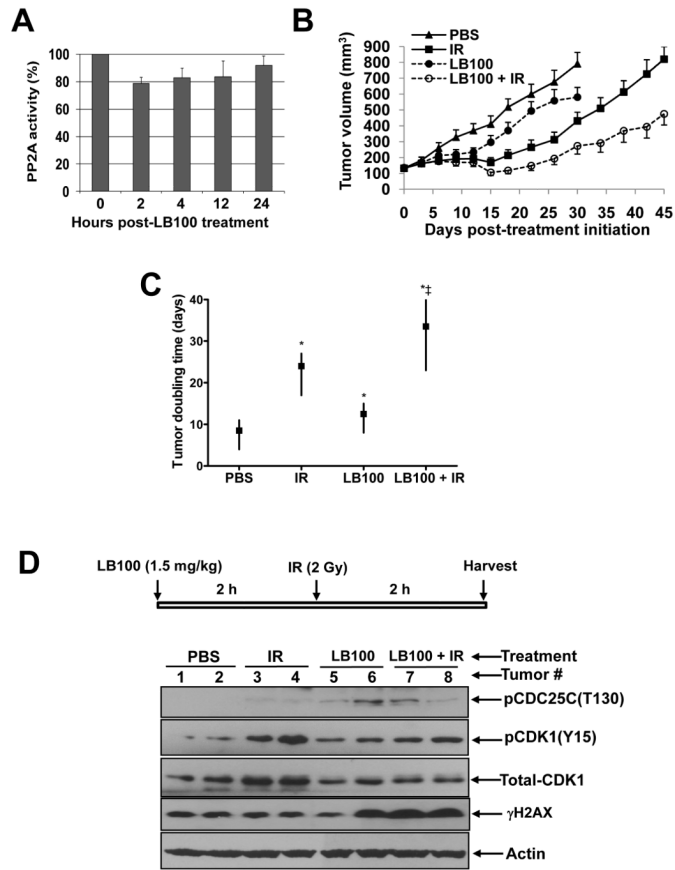 A
PP2A activity (%)
100
80
60
40
20
0
0 2 4 12 24
Hours post-LB100 treatment
B
Tumor volume (mm³)
900
800
700
600
500
400
300
200
100
0
PBS
IR
LB100
LB100 + IR
0 5 10 15 20 25 30 35 40 45
Days post-treatment initiation
C
Tumor doubling time (days)
40
30
20
10
0
*
*
*‡
PBS IR LB100 LB100 + IR
D
LB100 (1.5 mg/kg) IR (2 Gy) Harvest
2 h 2 h
PBS IR LB100 LB100 + IR Treatment
1 2 3 4 5 6 7 8 Tumor #
pCDC25C(T130)
pCDK1(Y15)
Total-CDK1
γH2AX
Actin